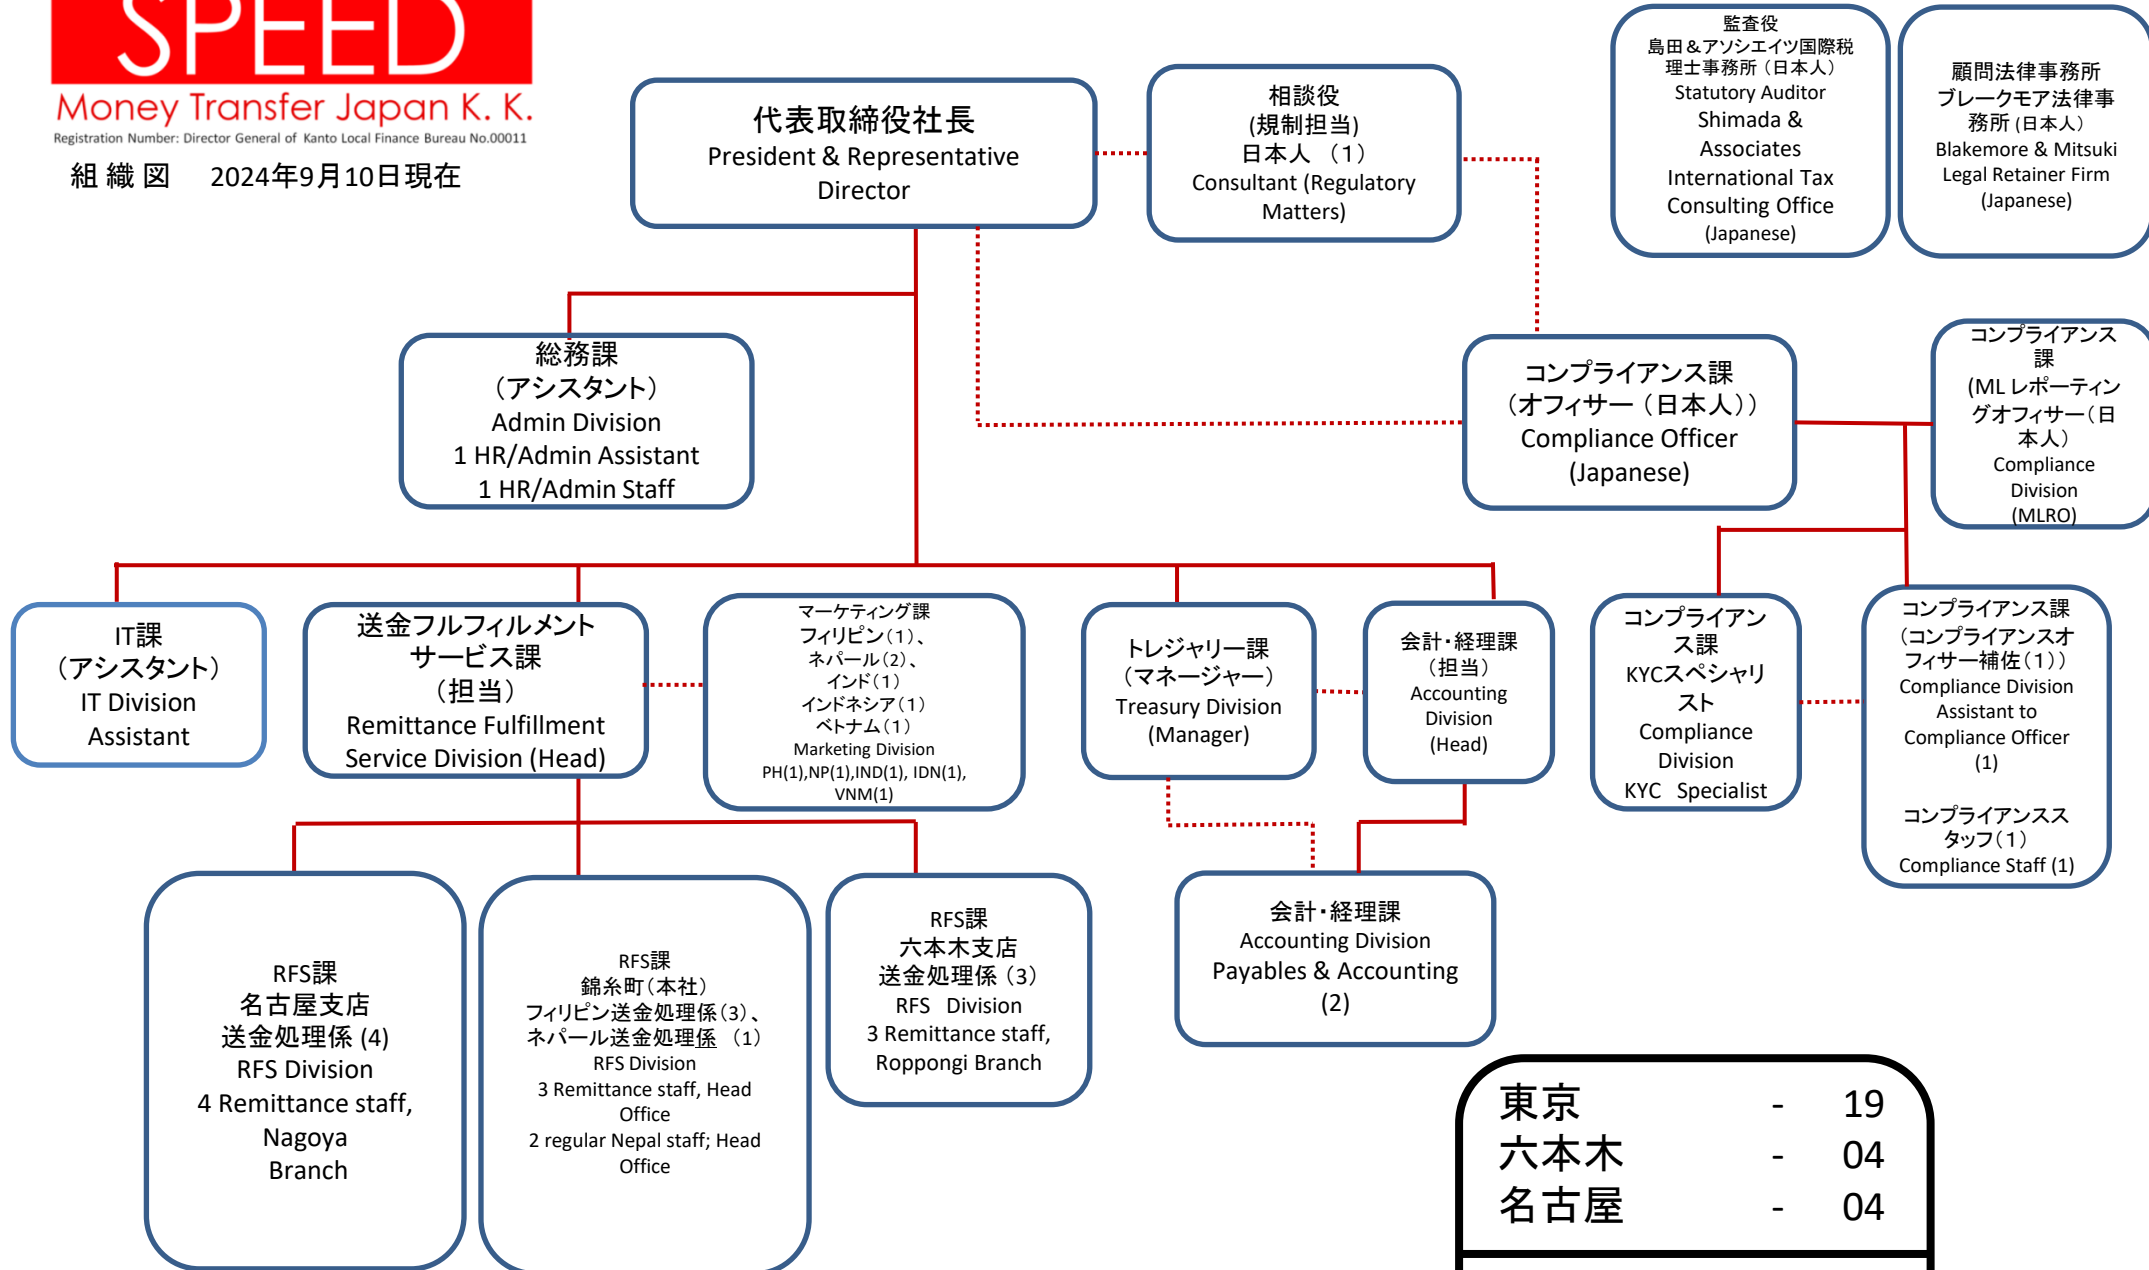 SPEED
Money Transfer Japan K. K.
Registration Number: Director General of Kanto Local Finance Bureau No.00011
組 織 図 2024年9月10日現在
代表取締役社長
President & Representative
Director
相談役
(規制担当)
日本人 （1）
Consultant (Regulatory
Matters)
監査役
島田＆アソシエイツ国際税
理士事務所（日本人）
Statutory Auditor
Shimada &
Associates
International Tax
Consulting Office
(Japanese)
顧問法律事務所
ブレークモア法律事
務所 (日本人）
Blakemore & Mitsuki
Legal Retainer Firm
(Japanese)
総務課
（アシスタント）
Admin Division
1 HR/Admin Assistant
1 HR/Admin Staff
コンプライアンス課
（オフィサー（日本人））
Compliance Officer
(Japanese)
コンプライアンス
課
(ML レポーティン
グオフィサー（日
本人）
Compliance
Division
(MLRO)
IT課
（アシスタント）
IT Division
Assistant
送金フルフィルメント
サービス課
（担当）
Remittance Fulfillment
Service Division (Head)
マーケティング課
フィリピン（1）、
ネパール（2）、
インド（1）
インドネシア（1）
ベトナム（1）
Marketing Division
PH(1),NP(1),IND(1), IDN(1),
VNM(1)
トレジャリー課
（マネージャー）
Treasury Division
(Manager)
会計・経理課
（担当）
Accounting
Division
(Head)
コンプライアン
ス課
KYCスペシャリ
スト
Compliance
Division
KYC Specialist
コンプライアンス課
（コンプライアンスオ
フィサー補佐（1））
Compliance Division
Assistant to
Compliance Officer
(1)
コンプライアンスス
タッフ（1）
Compliance Staff (1)
RFS課
名古屋支店
送金処理係 (4)
RFS Division
4 Remittance staff,
Nagoya
Branch
RFS課
錦糸町（本社）
フィリピン送金処理係（3）、
ネパール送金処理係 （1）
RFS Division
3 Remittance staff, Head
Office
2 regular Nepal staff; Head
Office
RFS課
六本木支店
送金処理係（3）
RFS Division
3 Remittance staff,
Roppongi Branch
会計・経理課
Accounting Division
Payables & Accounting
(2)
東京 - 19
六本木 - 04
名古屋 - 04